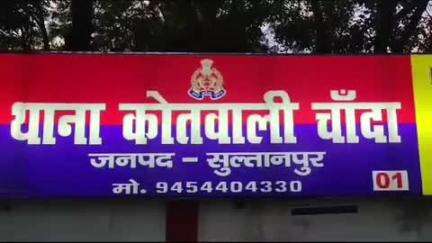 थाना कोतवाली चाँदा
जनपद - सुल्तानपुर
मो. 9454404330
01